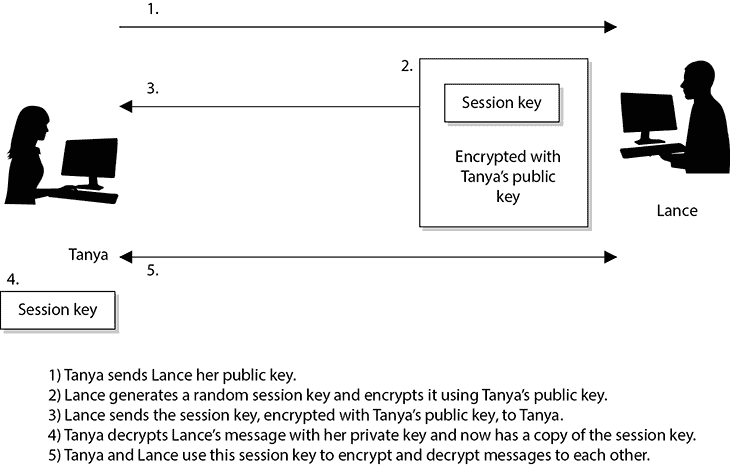 1.
2.
3.
Session key
Encrypted with
Tanya's public
key
Lance
Tanya
5.
4.
Session key
1) Tanya sends Lance her public key.
2) Lance generates a random session key and encrypts it using Tanya's public key.
3) Lance sends the session key, encrypted with Tanya's public key, to Tanya.
4) Tanya decrypts Lance's message with her private key and now has a copy of the session key.
5) Tanya and Lance use this session key to encrypt and decrypt messages to each other.